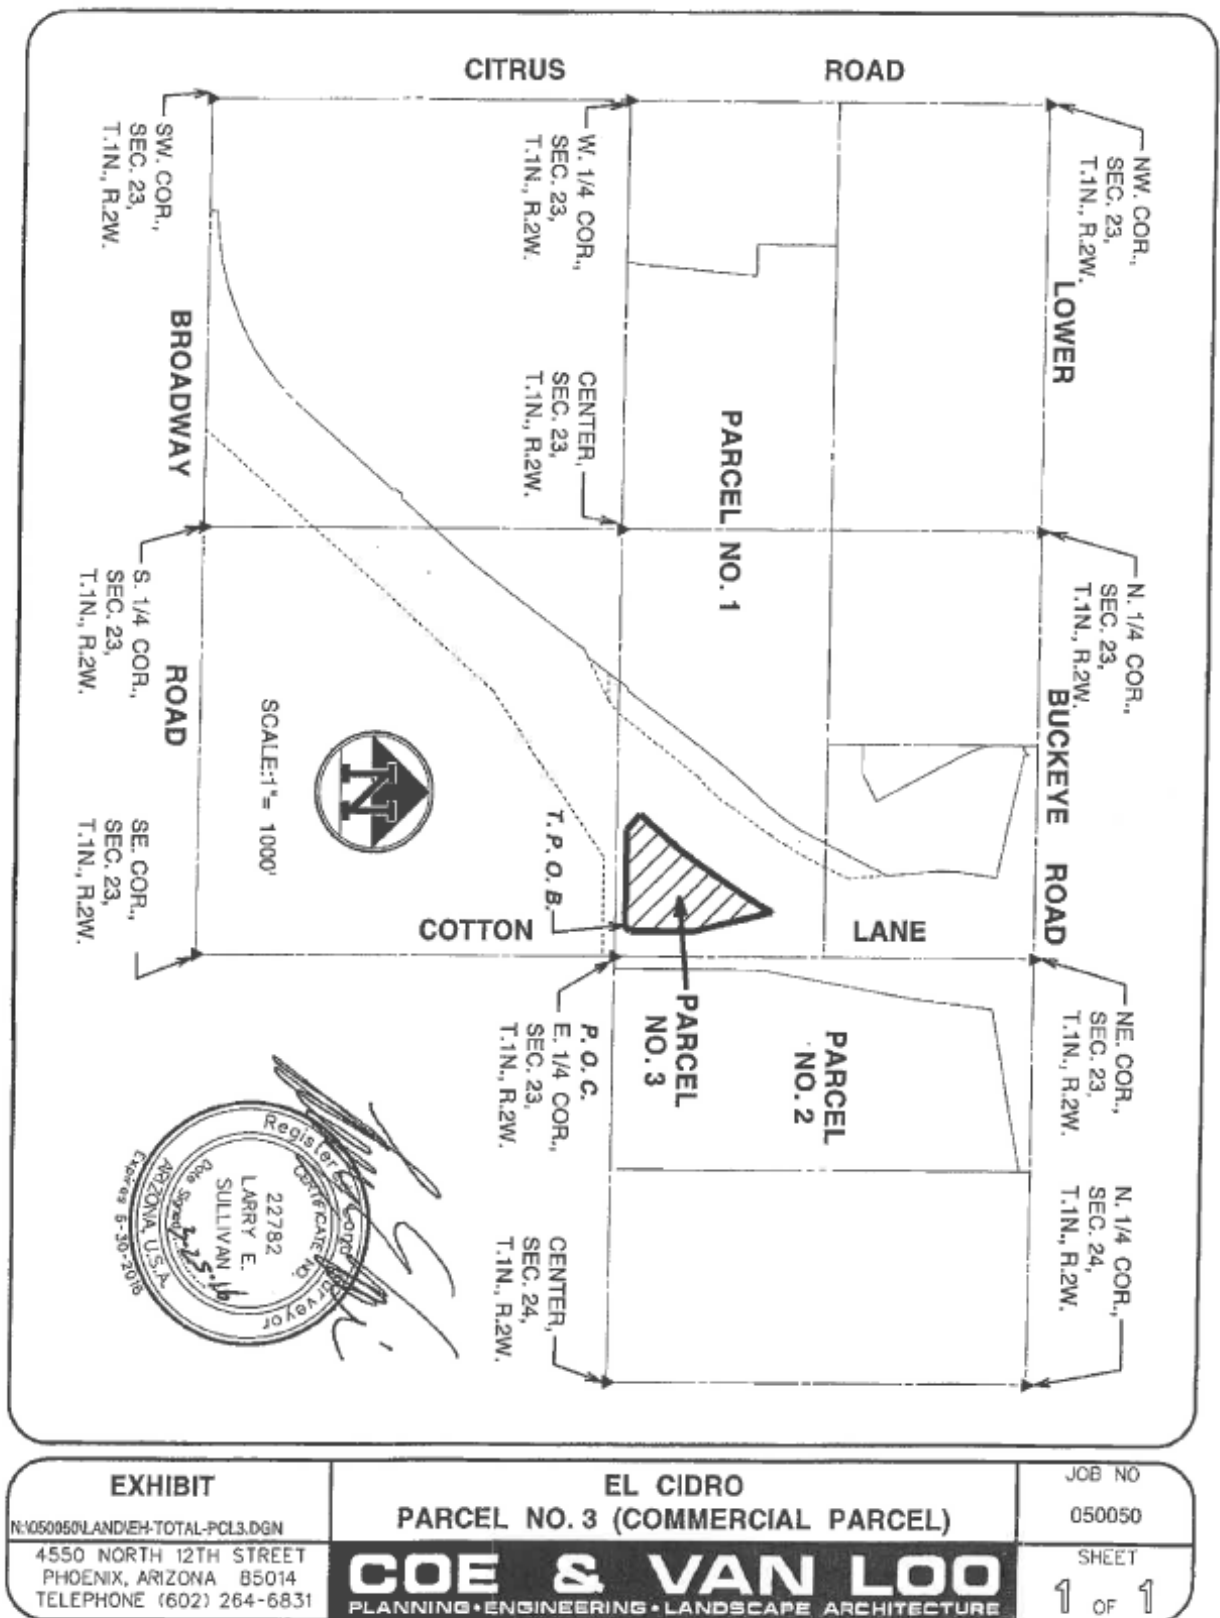 CITRUS ROAD
NW. COR.,
SEC. 23,
T.1N., R.2W.
W. 1/4 COR.,
SEC. 23,
T.1N., R.2W.
SW. COR.,
SEC. 23,
T.1N., R.2W.
LOWER BUCKEYE ROAD
BROADWAY ROAD
CENTER,
SEC. 23,
T.1N., R.2W.
PARCEL NO. 1
N. 1/4 COR.,
SEC. 23,
T.1N., R.2W.
S. 1/4 COR.,
SEC. 23,
T.1N., R.2W.
N
SCALE:1"= 1000'
T.P.O.B.
COTTON LANE
SE. COR.,
SEC. 23,
T.1N., R.2W.
NE. COR.,
SEC. 23,
T.1N., R.2W.
P.O.C.
E. 1/4 COR.,
SEC. 23,
T.1N., R.2W.
PARCEL
NO. 3
PARCEL
NO. 2
N. 1/4 COR.,
SEC. 24,
T.1N., R.2W.
CENTER,
SEC. 24,
T.1N., R.2W.
Registered Land Surveyor
CERTIFICATE NO.
22782
LARRY E.
SULLIVAN
Date Signed
ARIZONA, U.S.A.
EXHIBIT
N:\050050\LAND\EH-TOTAL-PCL3.DGN
4550 NORTH 12TH STREET
PHOENIX, ARIZONA 85014
TELEPHONE (602) 264-6831
EL CIDRO
PARCEL NO. 3 (COMMERCIAL PARCEL)
COE & VAN LOO
PLANNING•ENGINEERING•LANDSCAPE ARCHITECTURE
JOB NO
050050
SHEET
1 OF 1